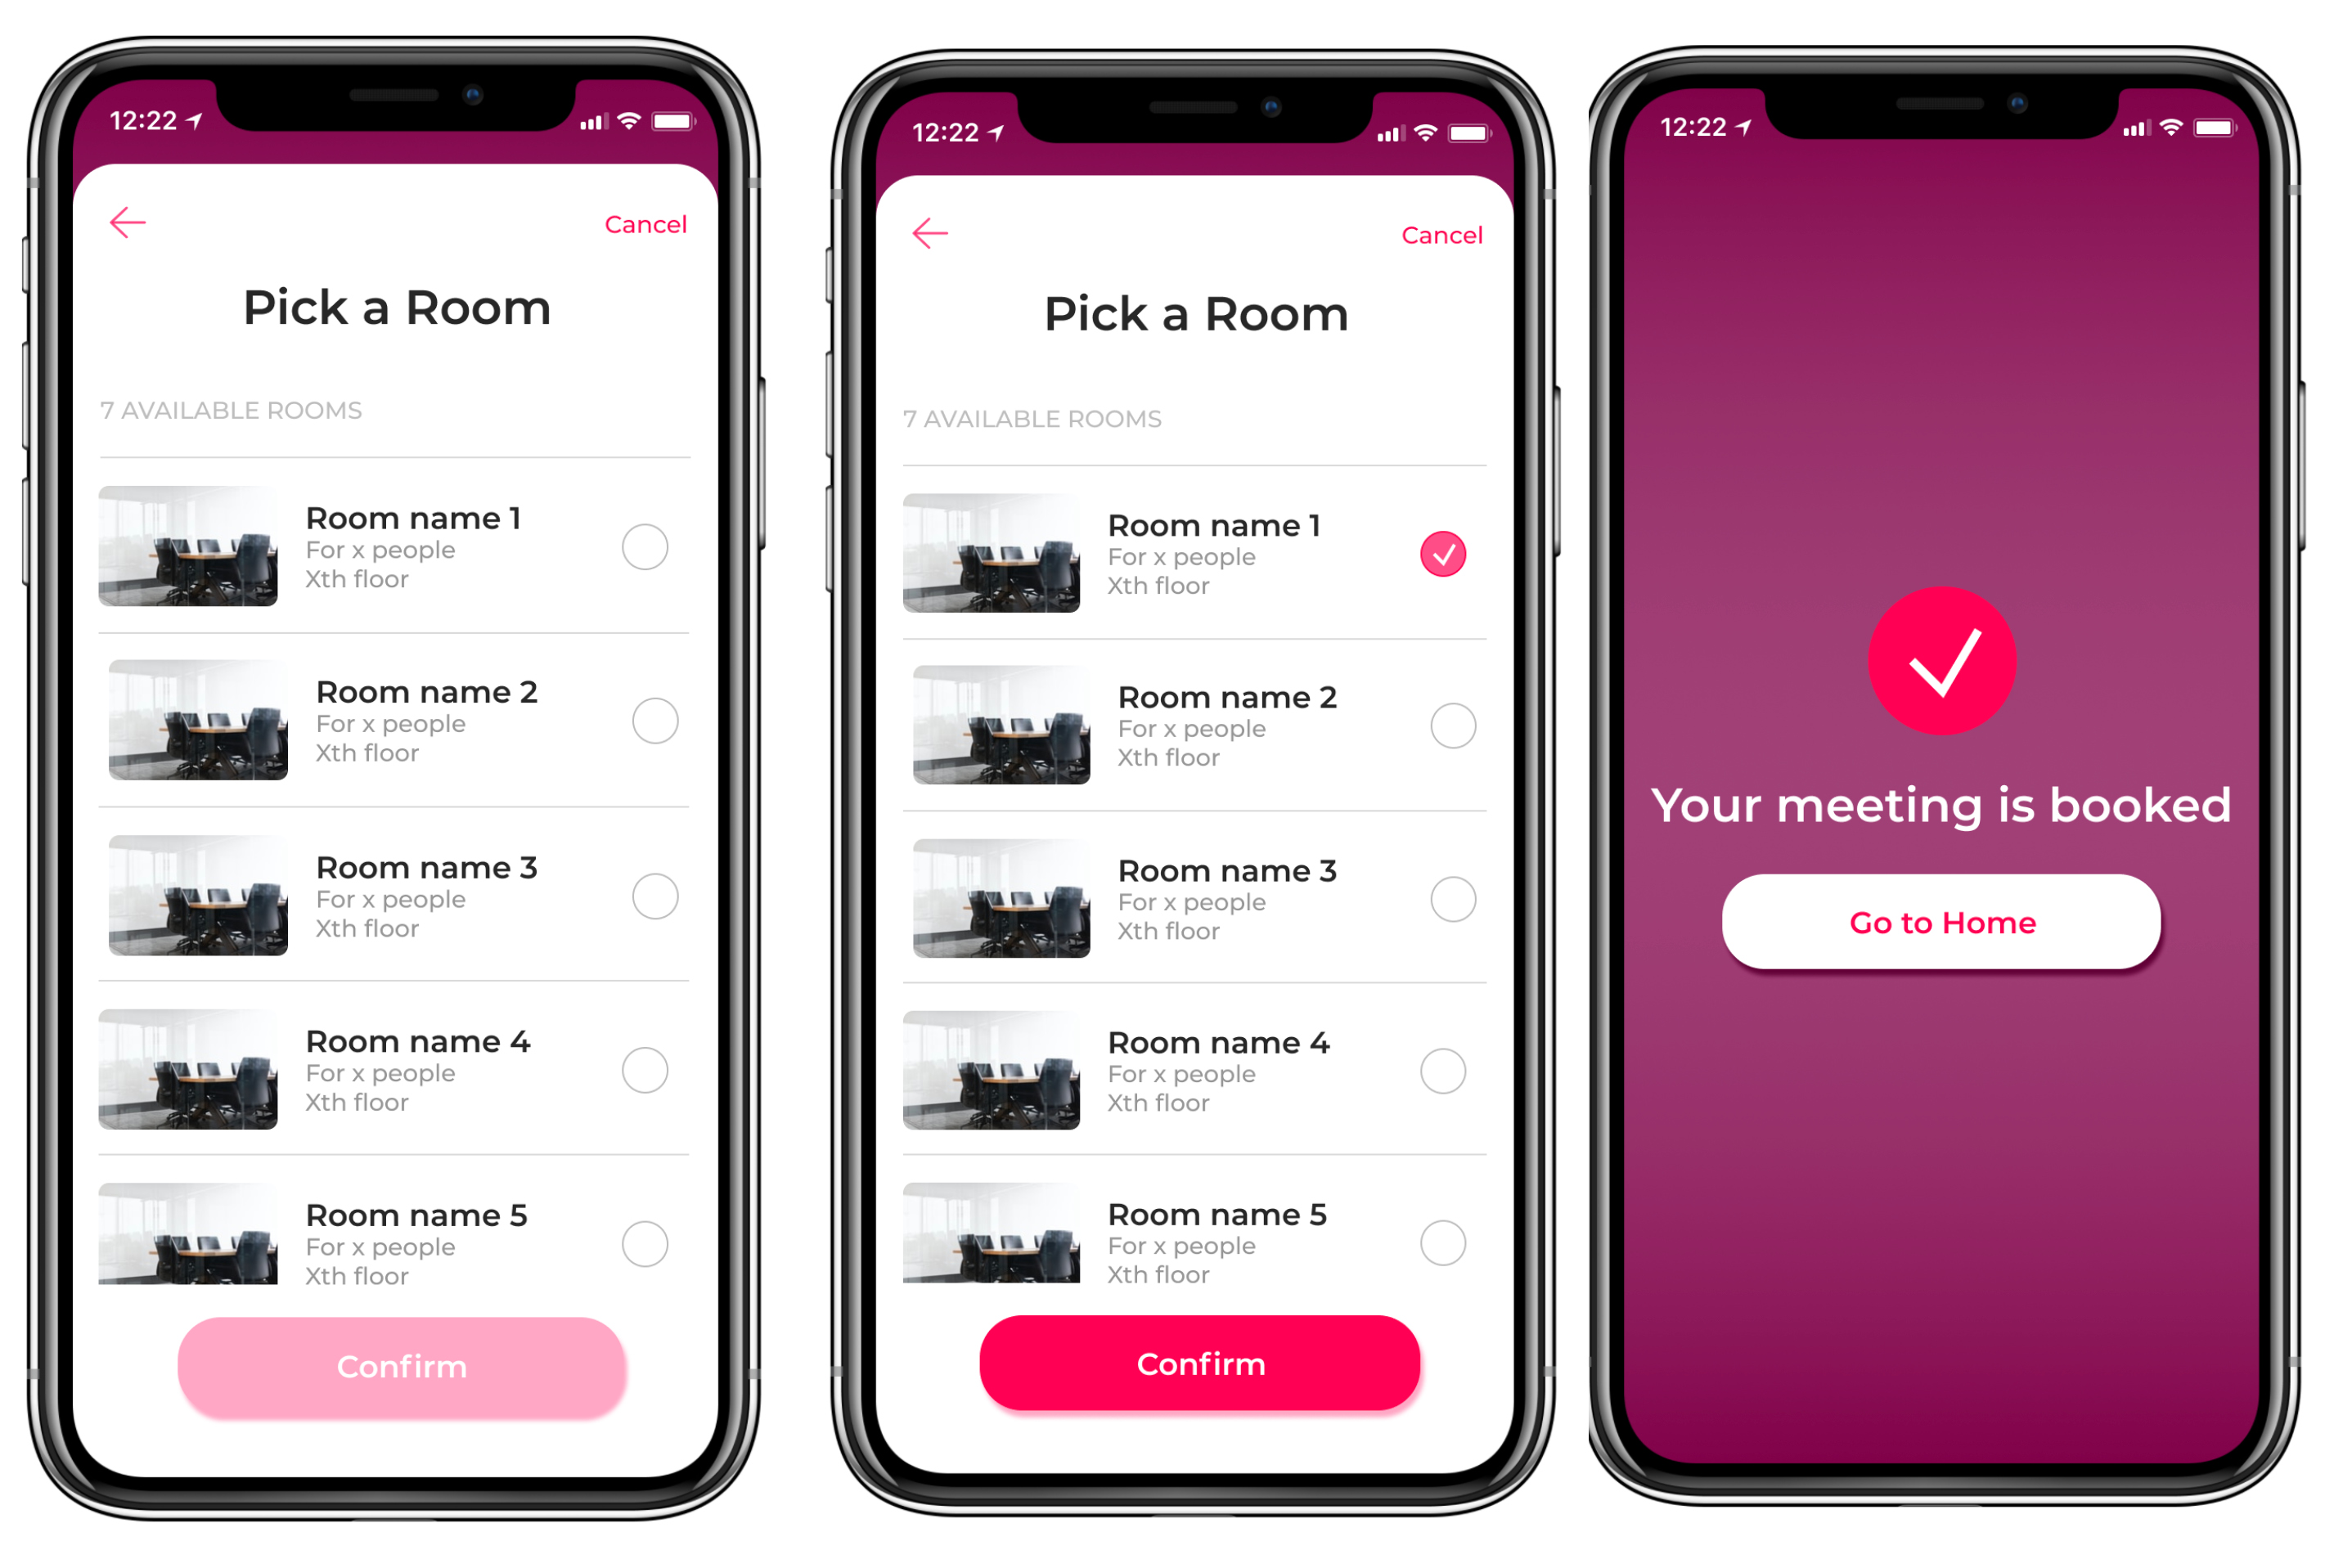 12:22
Cancel
Pick a Room
7 AVAILABLE ROOMS
Room name 1
For x people
Xth floor
Room name 2
For x people
Xth floor
Room name 3
For x people
Xth floor
Room name 4
For x people
Xth floor
Room name 5
For x people
Xth floor
Confirm
12:22
Cancel
Pick a Room
7 AVAILABLE ROOMS
Room name 1
For x people
Xth floor
Room name 2
For x people
Xth floor
Room name 3
For x people
Xth floor
Room name 4
For x people
Xth floor
Room name 5
For x people
Xth floor
Confirm
12:22
Your meeting is booked
Go to Home